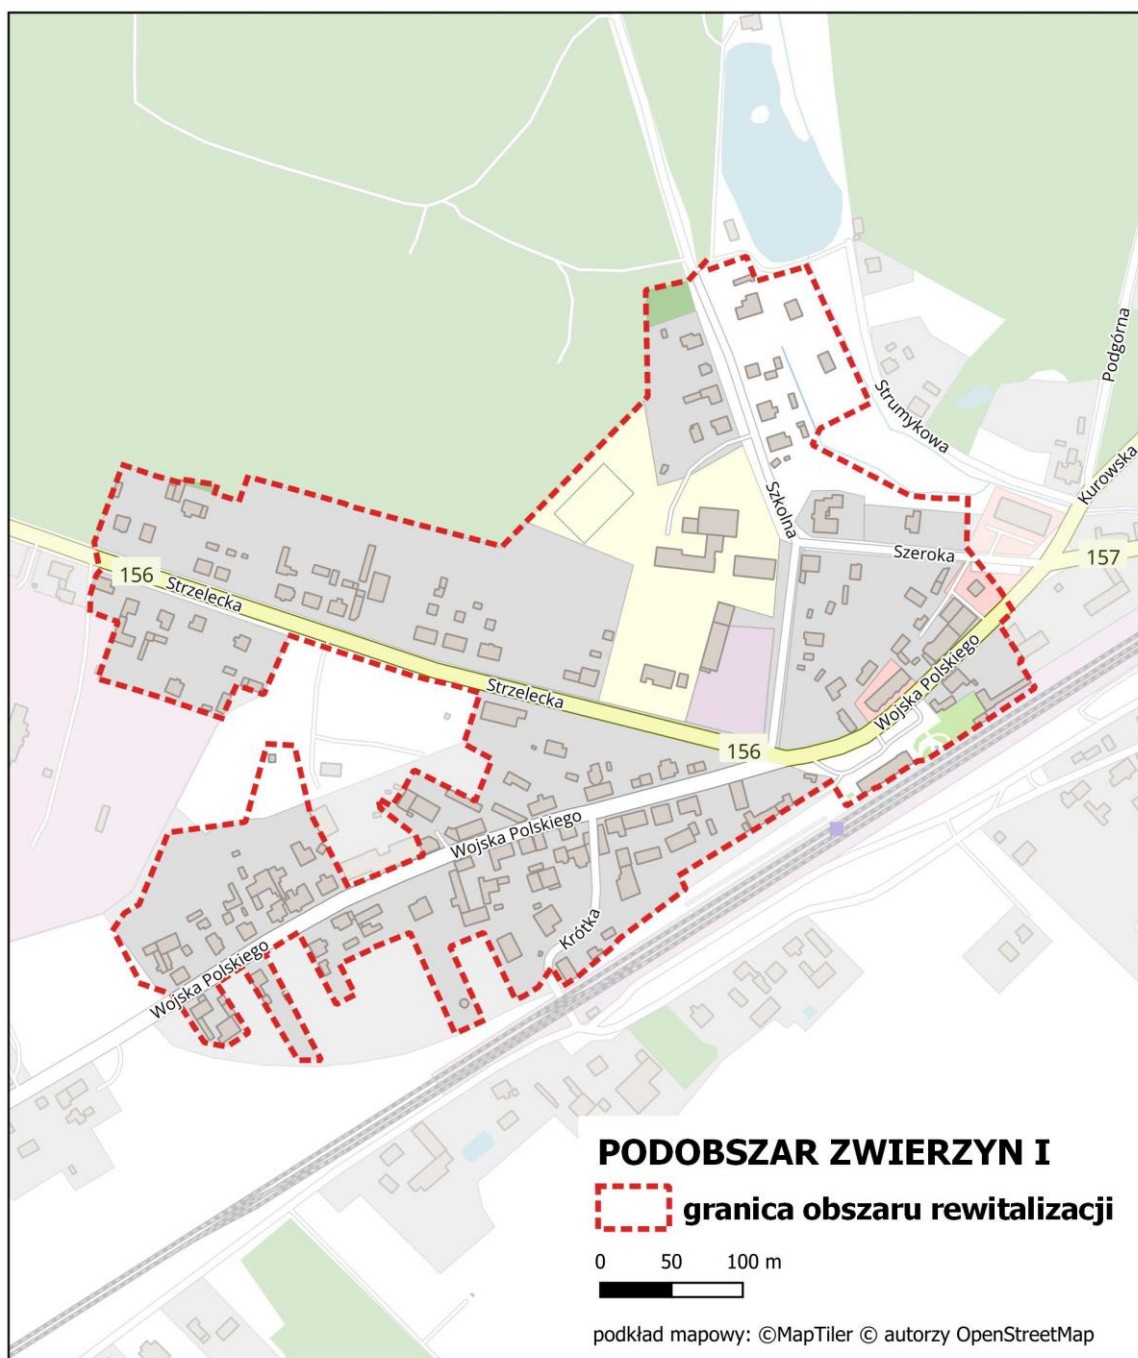 Podgórna
Strumykowa
Kurowska
Szkolna
Szeroka
157
156
Strzelecka
Strzelecka
Wojska Polskiego
156
Wojska Polskiego
Krótka
Wojska Polskiego
PODOBSZAR ZWIERZYN I
granica obszaru rewitalizacji
0 50 100 m
podkład mapowy: ©MapTiler © autorzy OpenStreetMap